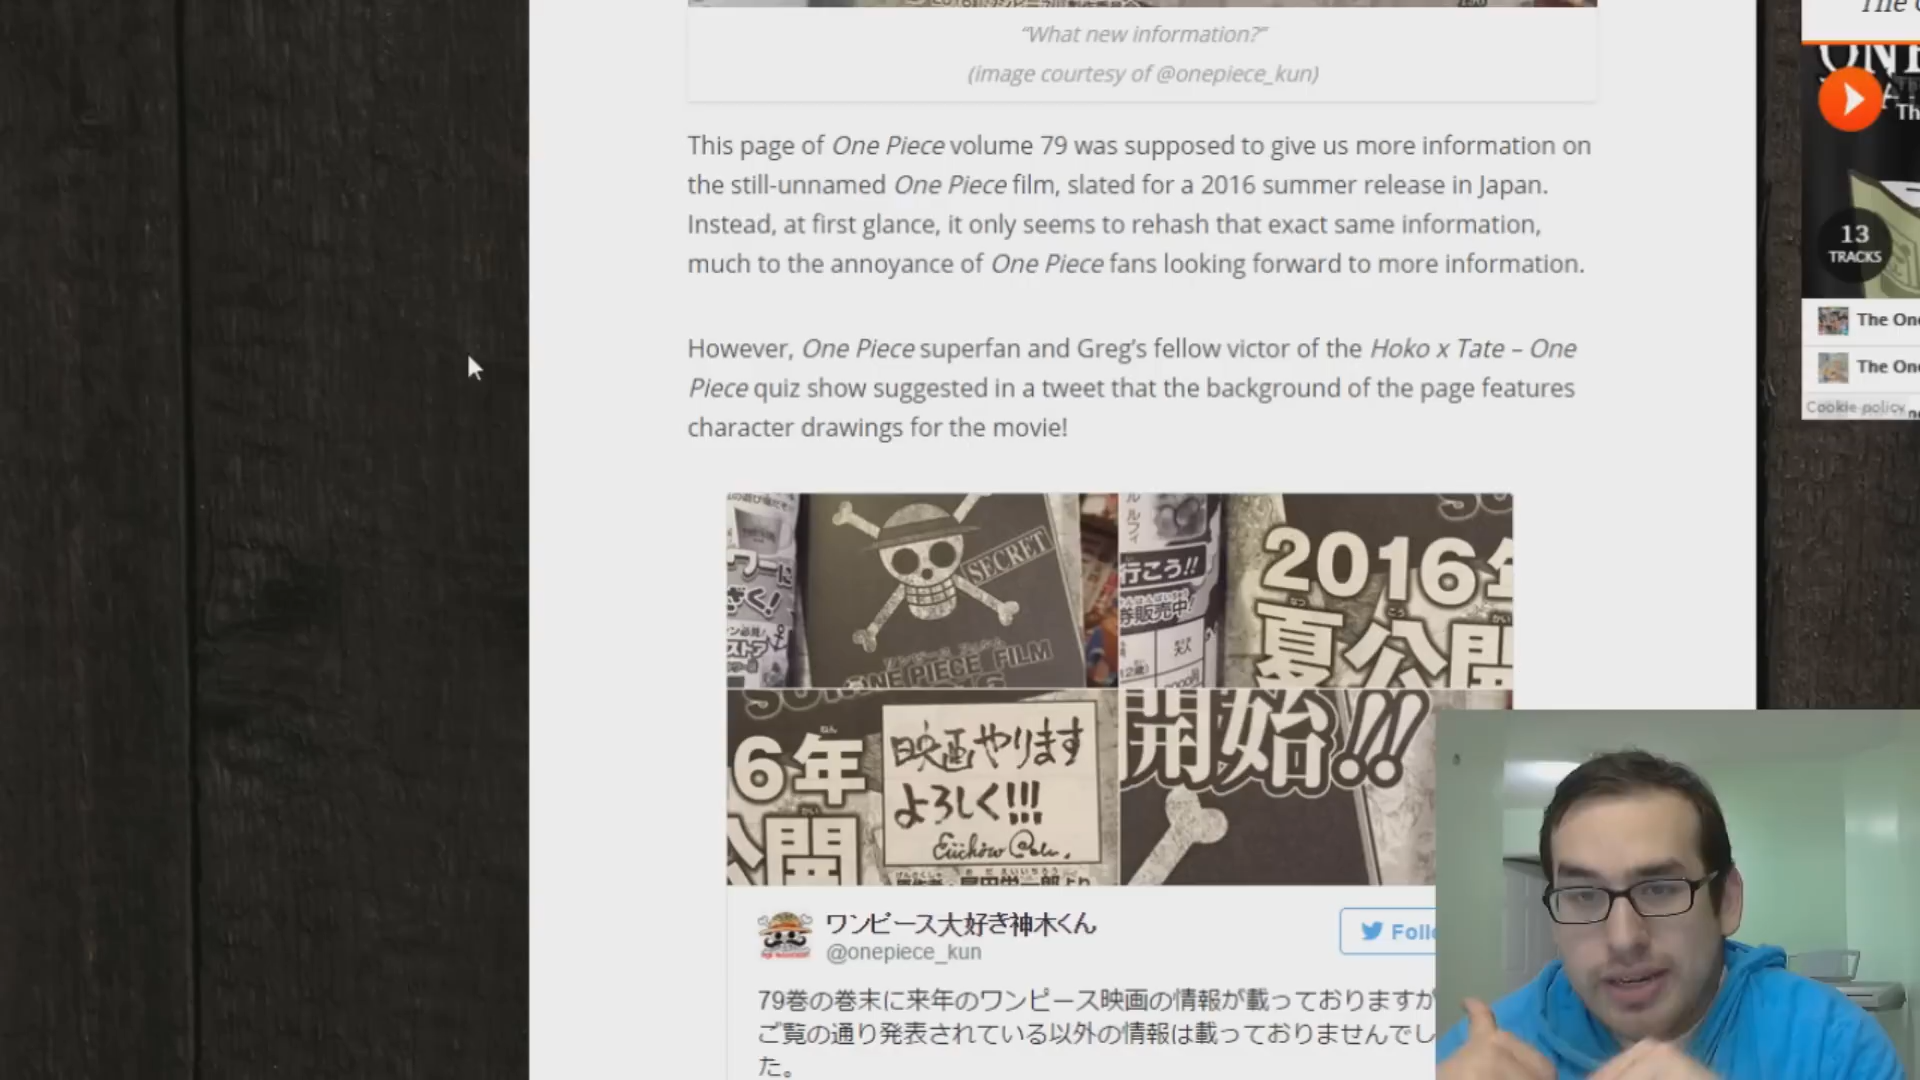 “What new information?”
(image courtesy of @onepiece_kun)
This page of One Piece volume 79 was supposed to give us more information on
the still-unnamed One Piece film, slated for a 2016 summer release in Japan.
Instead, at first glance, it only seems to rehash that exact same information,
much to the annoyance of One Piece fans looking forward to more information.
However, One Piece superfan and Greg’s fellow victor of the Hoko x Tate – One
Piece quiz show suggested in a tweet that the background of the page features
character drawings for the movie!
SECRET
ONE PIECE FILM
行こう!!
2016
夏公開
6年
公開
映画やります
よろしく!!!
開始!!
ワンピース大好き神木くん
@onepiece_kun
Follo
79巻の巻末に来年のワンピース映画の情報が載っておりますが
ご覧の通り発表されている以外の情報は載っておりませんでし
た。
The
13
TRACKS
Th
The One
The One
Cookie policy